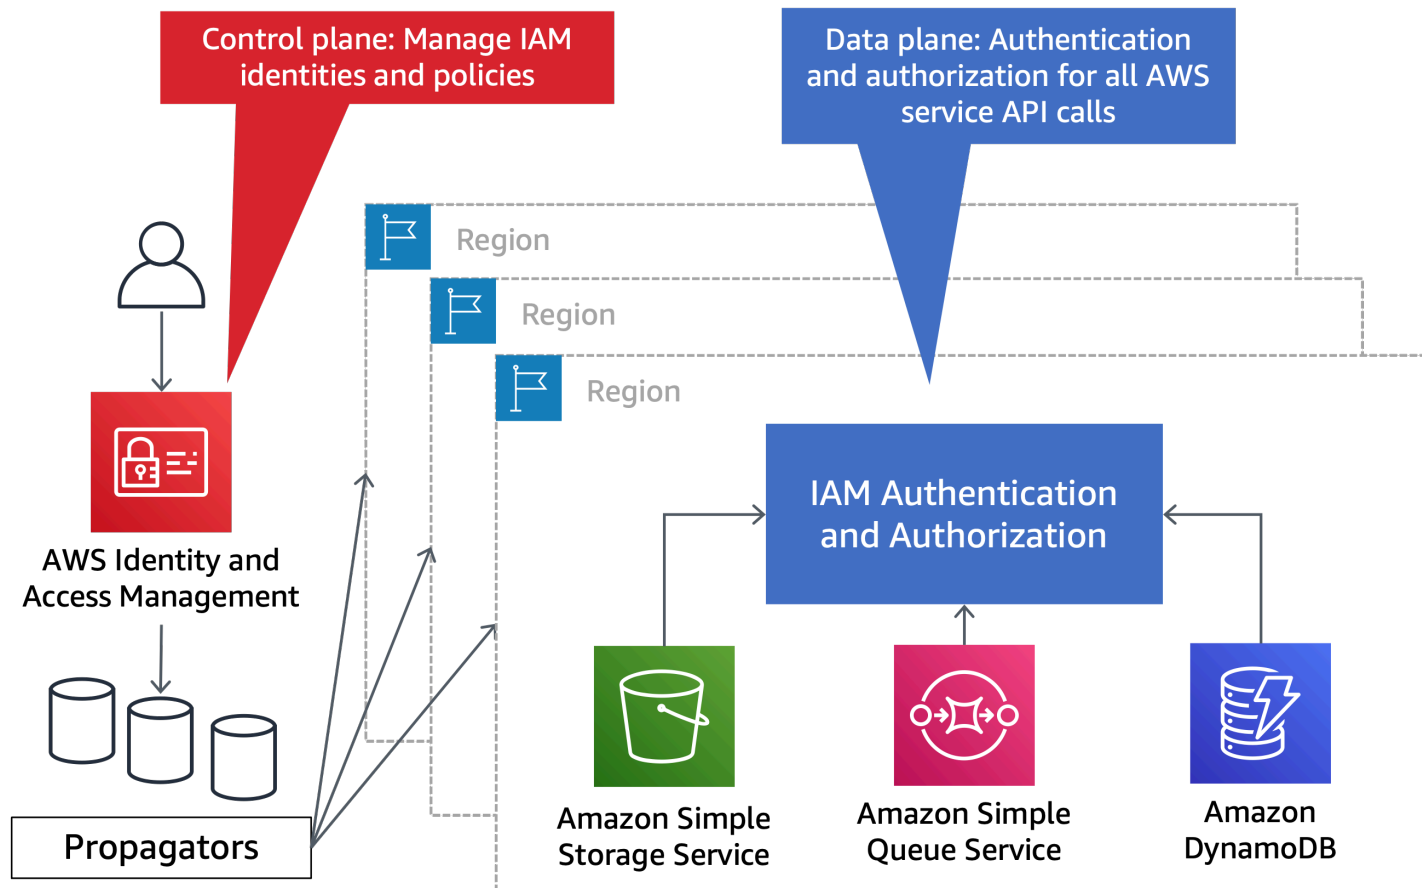 Control plane: Manage IAM
identities and policies
Data plane: Authentication
and authorization for all AWS
service API calls
Region
Region
Region
IAM Authentication
and Authorization
AWS Identity and
Access Management
Propagators
Amazon Simple
Storage Service
Amazon Simple
Queue Service
Amazon
DynamoDB